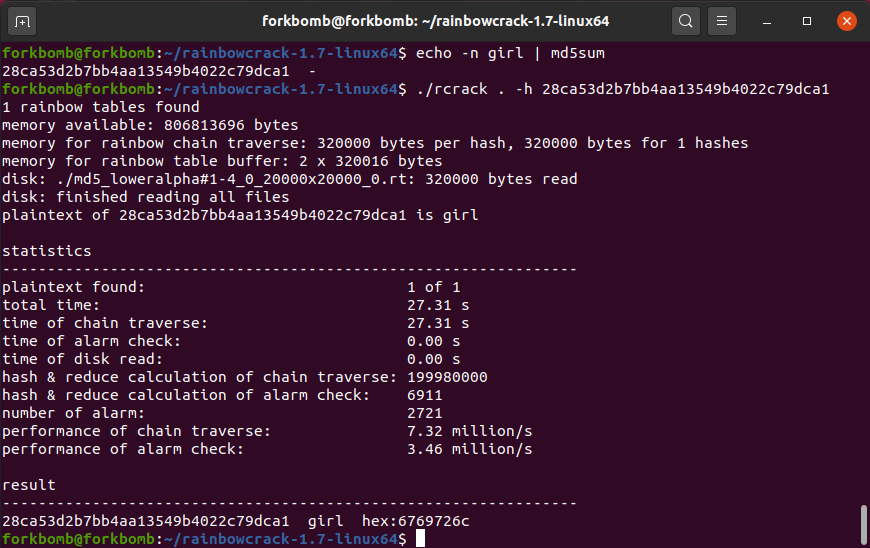 forkbomb@forkbomb: ~/rainbowcrack-1.7-linux64
forkbomb@forkbomb:~/rainbowcrack-1.7-linux64$ echo -n girl | md5sum
28ca53d2b7bb4aa13549b4022c79dca1  -
forkbomb@forkbomb:~/rainbowcrack-1.7-linux64$ ./rcrack . -h 28ca53d2b7bb4aa13549b4022c79dca1
1 rainbow tables found
memory available: 806813696 bytes
memory for rainbow chain traverse: 320000 bytes per hash, 320000 bytes for 1 hashes
memory for rainbow table buffer: 2 x 320016 bytes
disk: ./md5_loweralpha#1-4_0_20000x20000_0.rt: 320000 bytes read
disk: finished reading all files
plaintext of 28ca53d2b7bb4aa13549b4022c79dca1 is girl

statistics
----------------------------------------------------------------
plaintext found:                             1 of 1
total time:                                  27.31 s
time of chain traverse:                      27.31 s
time of alarm check:                         0.00 s
time of disk read:                           0.00 s
hash & reduce calculation of chain traverse: 199980000
hash & reduce calculation of alarm check:    6911
number of alarm:                             2721
performance of chain traverse:               7.32 million/s
performance of alarm check:                  3.46 million/s

result
----------------------------------------------------------------
28ca53d2b7bb4aa13549b4022c79dca1  girl  hex:6769726c
forkbomb@forkbomb:~/rainbowcrack-1.7-linux64$